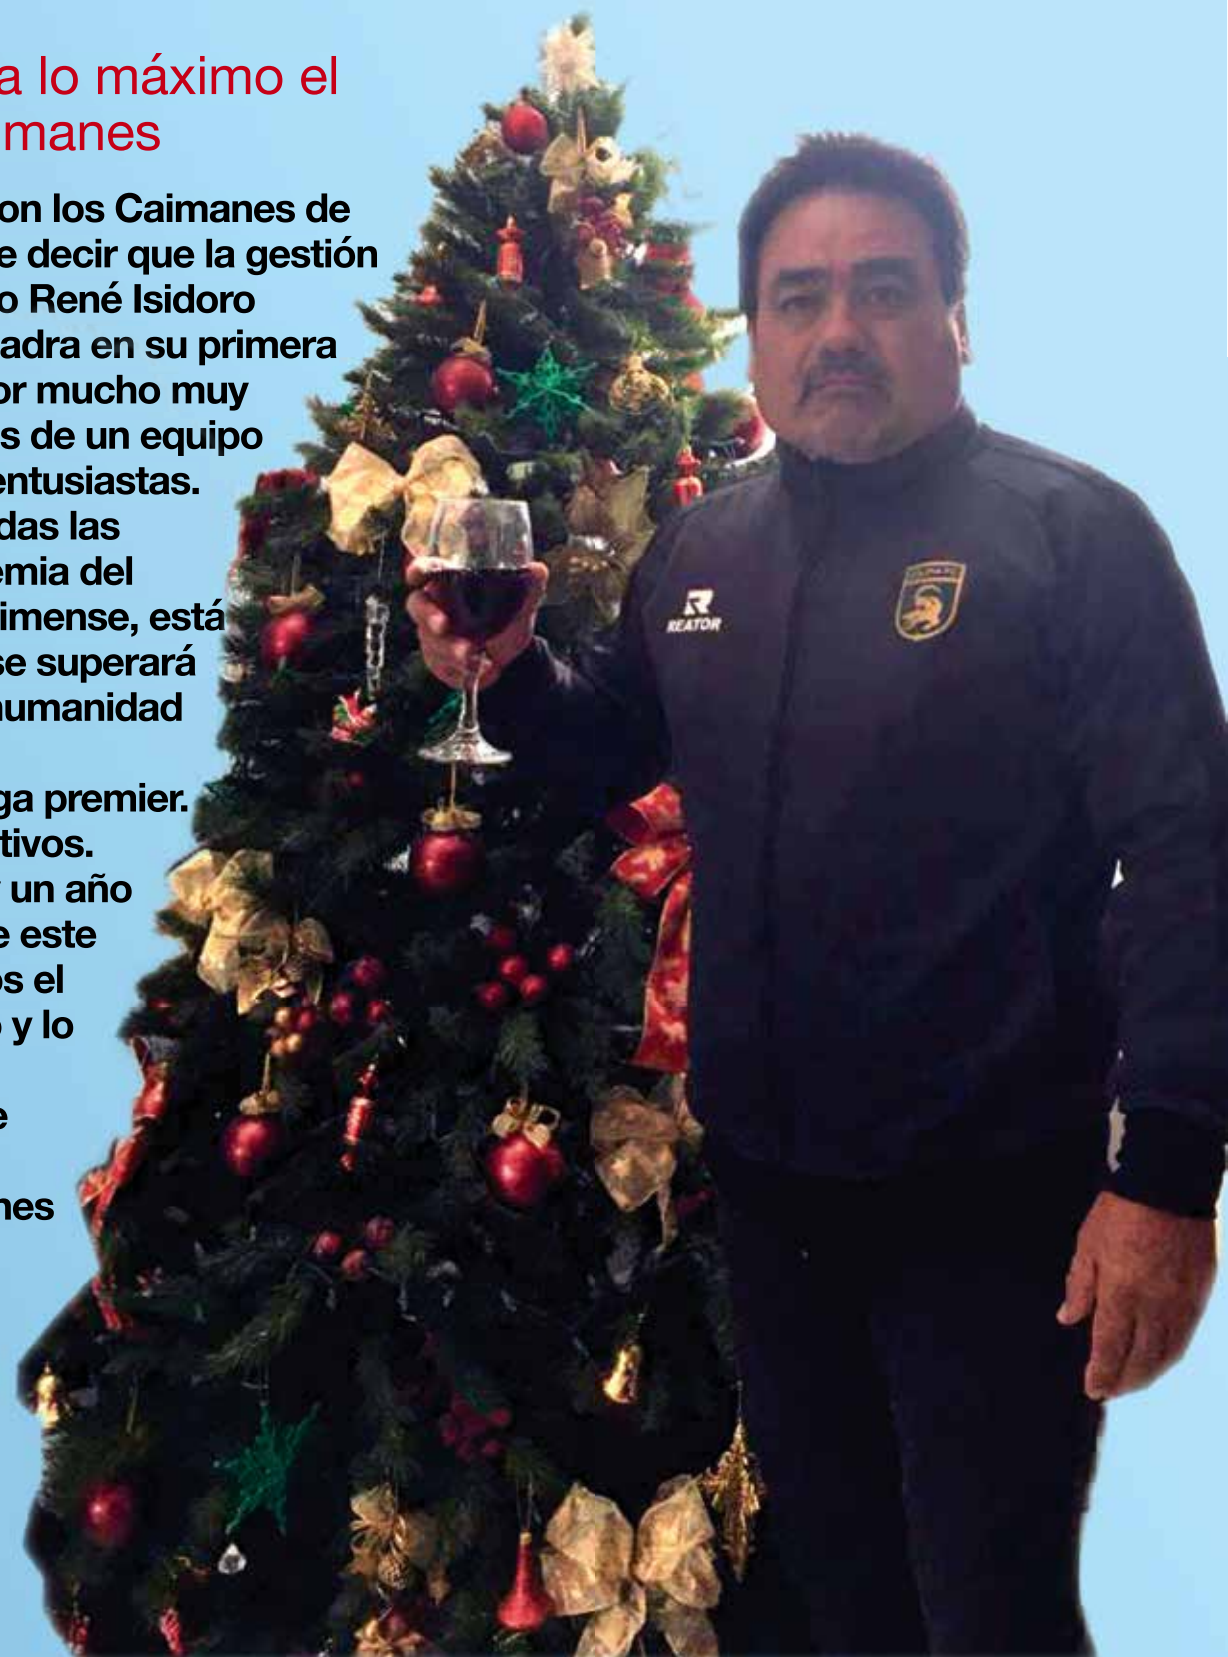 a lo máximo el
manes
on los Caimanes de
e decir que la gestión
o René Isidoro
adra en su primera
or mucho muy
s de un equipo
entusiastas.
das las
emia del
imense, está
se superará
humanidad
ga premier.
tivos.
un año
e este
os el
o y lo
e
nes
REATOR